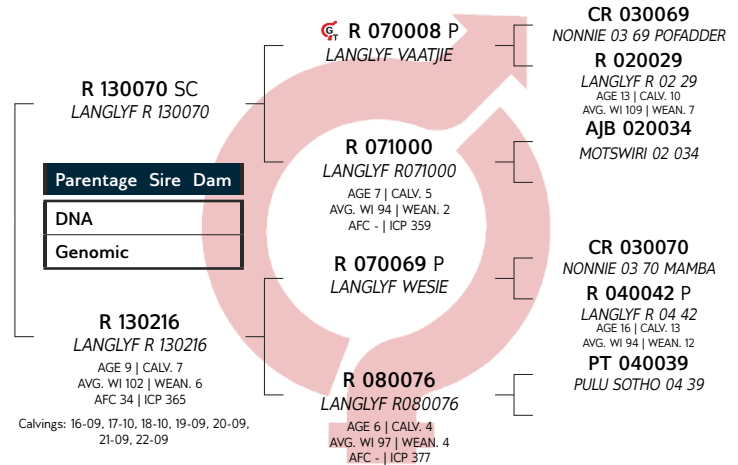 R 130070 SC
LANGLYF R 130070
Parentage Sire Dam
DNA
Genomic
R 130216
LANGLYF R 130216
AGE 9 | CALV. 7
AVG. WI 102 | WEAN. 6
AFC 34 | ICP 365
Calvings: 16-09, 17-10, 18-10, 19-09, 20-09,
21-09, 22-09
GT R 070008 P
LANGLYF VAATJIE
R 071000
LANGLYF R071000
AGE 7 | CALV. 5
AVG. WI 94 | WEAN. 2
AFC - | ICP 359
R 070069 P
LANGLYF WESIE
R 080076
LANGLYF R080076
AGE 6 | CALV. 4
AVG. WI 97 | WEAN. 4
AFC - | ICP 377
CR 030069
NONNIE 03 69 POFADDER
R 020029
LANGLYF R 02 29
AGE 13 | CALV. 10
AVG. WI 109 | WEAN. 7
AJB 020034
MOTSWIRI 02 034
CR 030070
NONNIE 03 70 MAMBA
R 040042 P
LANGLYF R 04 42
AGE 16 | CALV. 13
AVG. WI 94 | WEAN. 12
PT 040039
PULU SOTHO 04 39